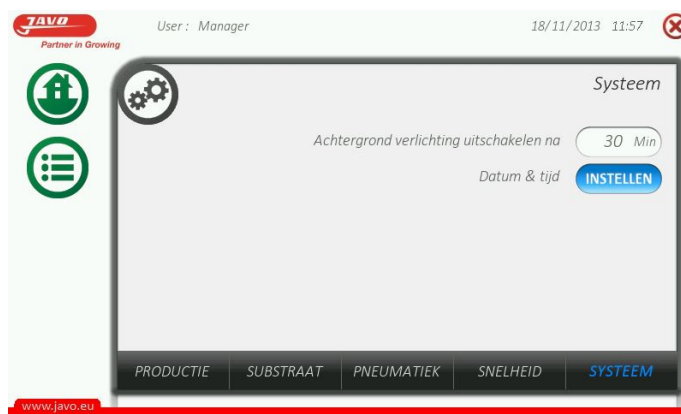 JAVO
Partner in Growing
User : Manager
18/11/2013 11:57
Systeem
Achtergrond verlichting uitschakelen na 30 Min
Datum & tijd INSTELLEN
PRODUCTIE SUBSTRAAT PNEUMATIEK SNELHEID SYSTEEM
www.javo.eu